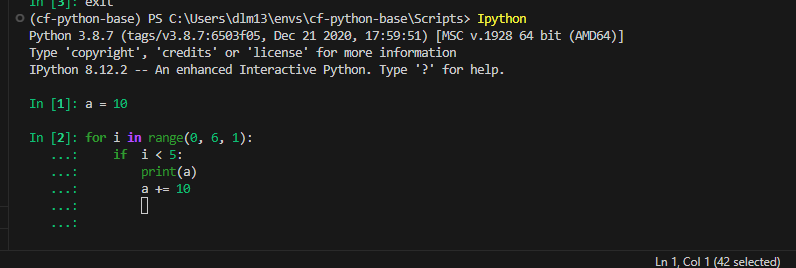 In [3]: exit
(cf-python-base) PS C:\Users\dlm13\envs\cf-python-base\Scripts> Ipython
Python 3.8.7 (tags/v3.8.7:6503f05, Dec 21 2020, 17:59:51) [MSC v.1928 64 bit (AMD64)]
Type 'copyright', 'credits' or 'license' for more information
IPython 8.12.2 -- An enhanced Interactive Python. Type '?' for help.
In [1]: a = 10
In [2]: for i in range(0, 6, 1):
   ...:     if  i < 5:
   ...:         print(a)
   ...:         a += 10
   ...:
   ...:
Ln 1, Col 1 (42 selected)